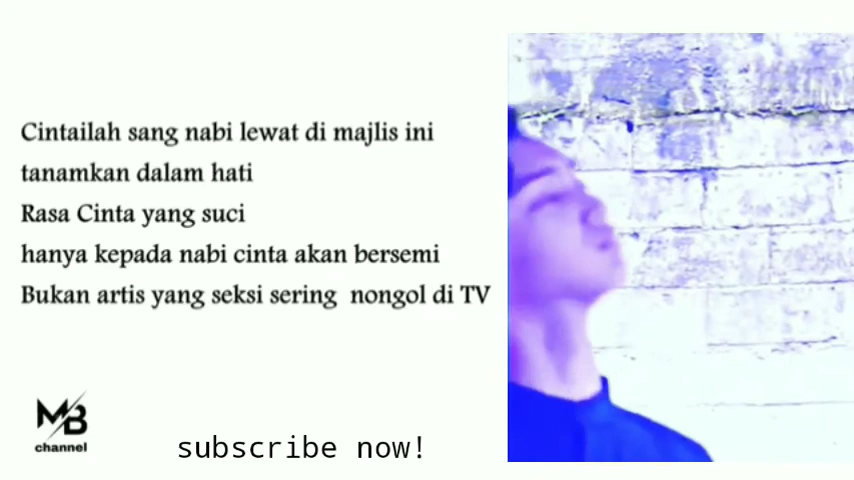 Cintailah sang nabi lewat di majlis ini
tanamkan dalam hati
Rasa Cinta yang suci
hanya kepada nabi cinta akan bersemi
Bukan artis yang seksi sering nongol di TV
MB
channel
subscribe now!